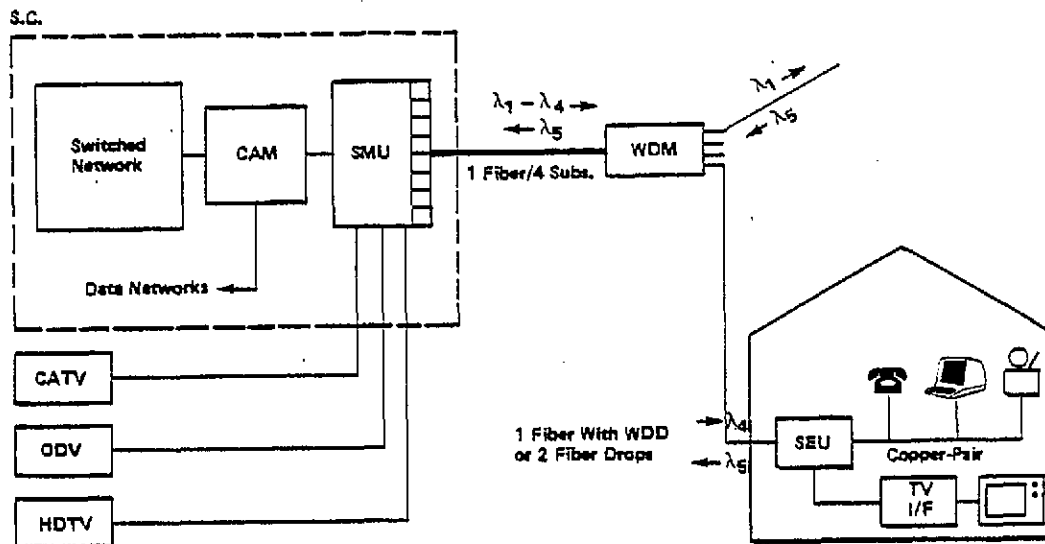 S.C.
Switched
Network
CAM
SMU
Data Networks
λ1 – λ4
λ5
1 Fiber/4 Subs.
WDM
λ1
λ5
CATV
ODV
HDTV
1 Fiber With WDD
or 2 Fiber Drops
λ4
λ5
SEU
Copper-Pair
TV
I/F